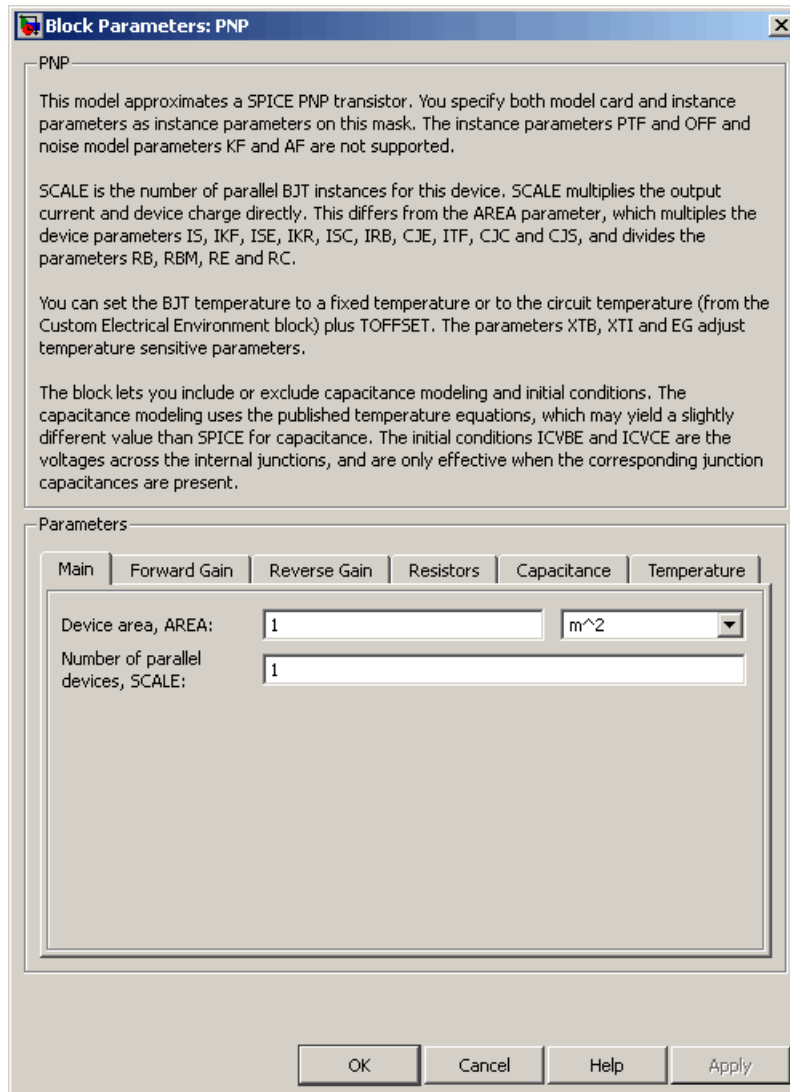 Block Parameters: PNP
PNP
This model approximates a SPICE PNP transistor. You specify both model card and instance
parameters as instance parameters on this mask. The instance parameters PTF and OFF and
noise model parameters KF and AF are not supported.
SCALE is the number of parallel BJT instances for this device. SCALE multiplies the output
current and device charge directly. This differs from the AREA parameter, which multiples the
device parameters IS, IKF, ISE, IKR, ISC, IRB, CJE, ITF, CJC and CJS, and divides the
parameters RB, RBM, RE and RC.
You can set the BJT temperature to a fixed temperature or to the circuit temperature (from the
Custom Electrical Environment block) plus TOFFSET. The parameters XTB, XTI and EG adjust
temperature sensitive parameters.
The block lets you include or exclude capacitance modeling and initial conditions. The
capacitance modeling uses the published temperature equations, which may yield a slightly
different value than SPICE for capacitance. The initial conditions ICVBE and ICVCE are the
voltages across the internal junctions, and are only effective when the corresponding junction
capacitances are present.
Parameters
Main Forward Gain Reverse Gain Resistors Capacitance Temperature
Device area, AREA: 1 m^2
Number of parallel
devices, SCALE: 1
OK Cancel Help Apply